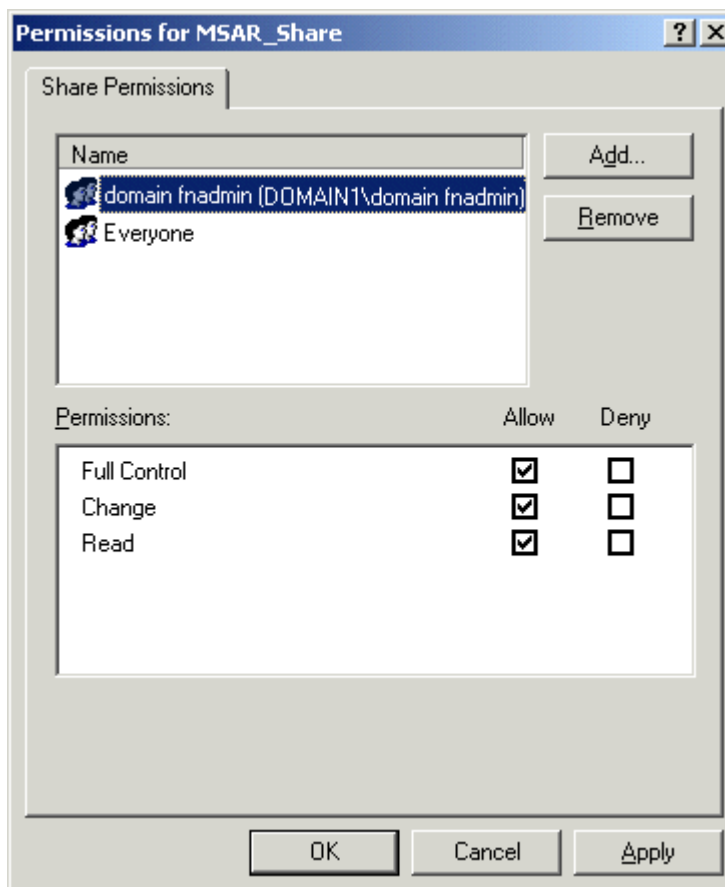 Permissions for MSAR_Share
Share Permissions
Name
Add...
domain fnadmin (DOMAIN1\domain fnadmin)
Remove
Everyone
Permissions: Allow Deny
Full Control
Change
Read
OK Cancel Apply